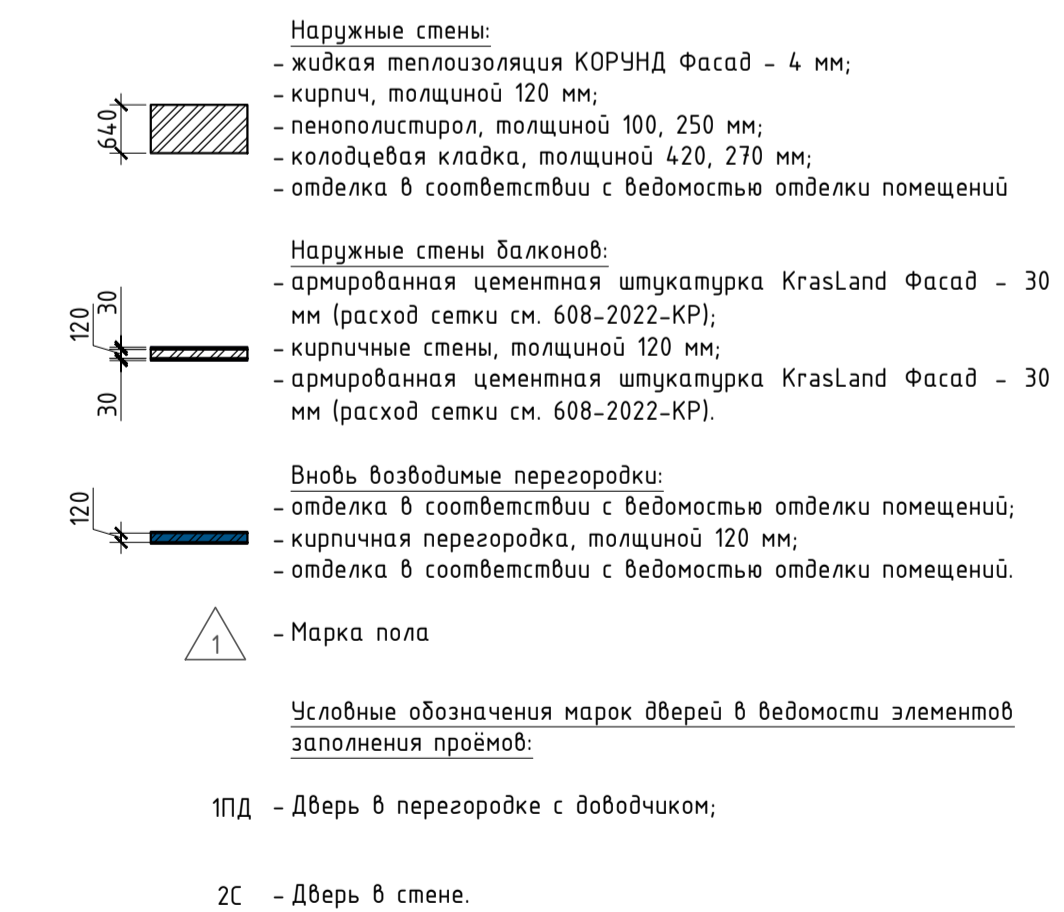 Наружные стены:
- жидкая теплоизоляция КОРУНД Фасад - 4 мм;
- кирпич, толщиной 120 мм;
640
- пенополистирол, толщиной 100, 250 мм;
- колодцевая кладка, толщиной 420, 270 мм;
- отделка в соответствии с ведомостью отделки помещений
Наружные стены балконов:
- армированная цементная штукатурка KrasLand Фасад - 30
мм (расход сетки см. 608-2022-КР);
120
30
- кирпичные стены, толщиной 120 мм;
- армированная цементная штукатурка KrasLand Фасад - 30
30
мм (расход сетки см. 608-2022-КР).
Вновь возводимые перегородки:
- отделка в соответствии с ведомостью отделки помещений;
120
- кирпичная перегородка, толщиной 120 мм;
- отделка в соответствии с ведомостью отделки помещений.
1 - Марка пола
Условные обозначения марок дверей в ведомости элементов
заполнения проёмов:
1ПД - Дверь в перегородке с доводчиком;
2С - Дверь в стене.